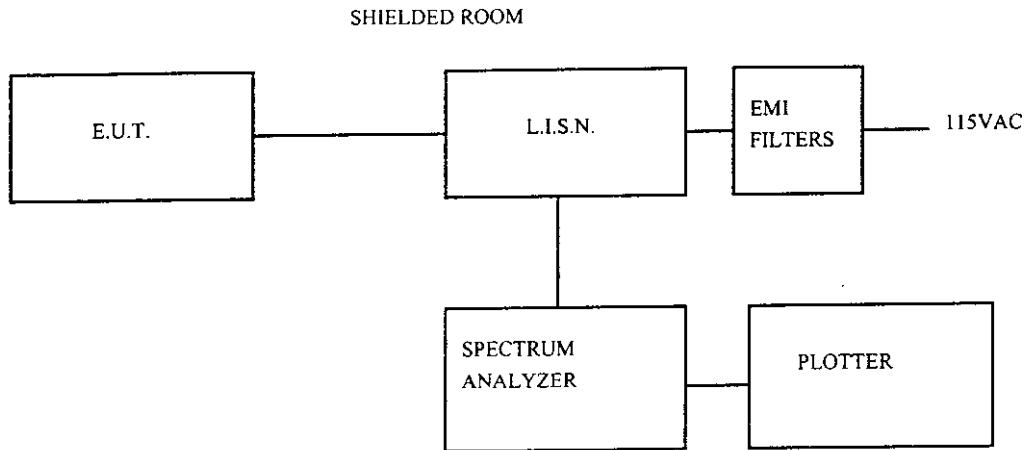 SHIELDED ROOM
E.U.T.
L.I.S.N.
EMI
FILTERS
115VAC
SPECTRUM
ANALYZER
PLOTTER